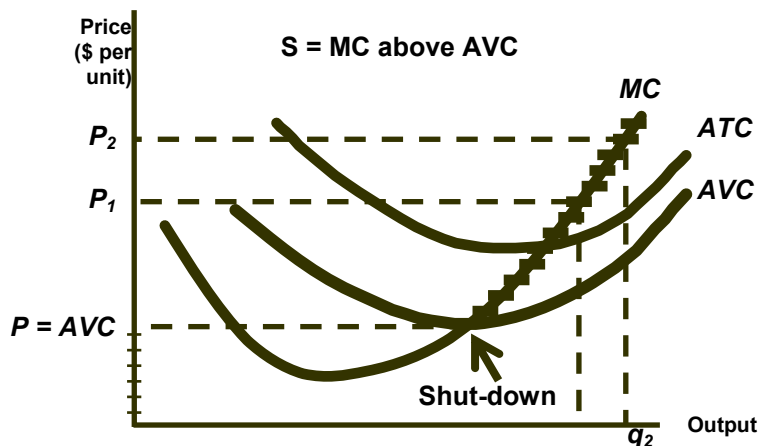 Price
($ per
unit)
S = MC above AVC
MC
ATC
P2
AVC
P1
P = AVC
Shut-down
q2
Output